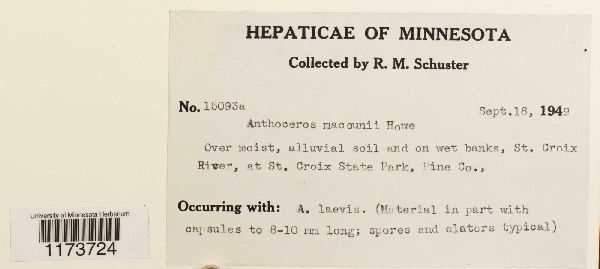 HEPATICAE OF MINNESOTA
Collected by R. M. Schuster
No. 18093a Sept.18, 1949
Anthoceros macounii Howe
Over moist, alluvial soil and on wet banks, St. Croix
River, at St. Croix State Park, Pine Co.,
Occurring with: A. laevis. (Material in part with
capsules to 8-10 mm long; spores and elaters typical)
University of Minnesota Herbarium
1173724